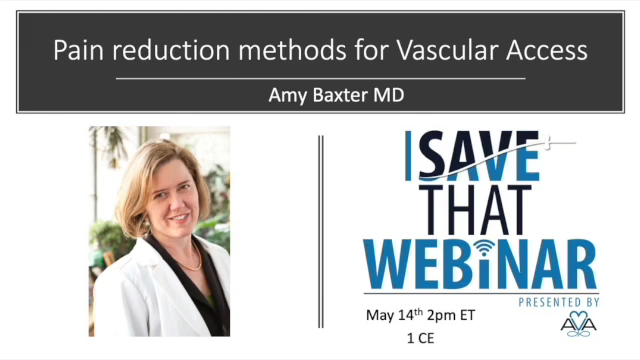 Pain reduction methods for Vascular Access
Amy Baxter MD
I SAVE
THAT
WEBINAR
PRESENTED BY
AVA
May 14th 2pm ET
1 CE